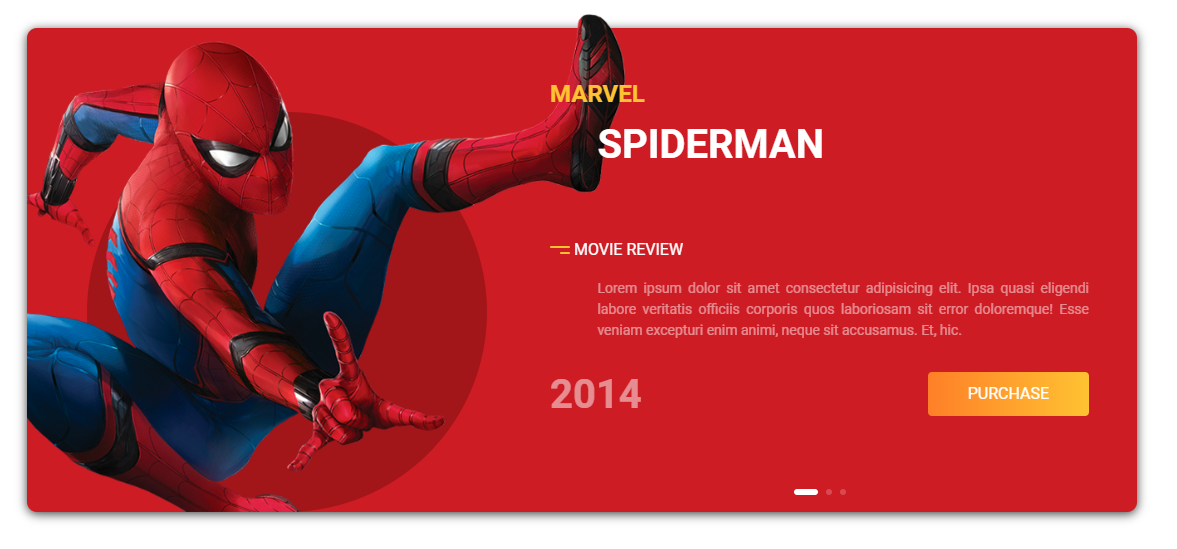 MARVEL
SPIDERMAN
MOVIE REVIEW
Lorem ipsum dolor sit amet consectetur adipisicing elit. Ipsa quasi eligendi
labore veritatis officiis corporis quos laboriosam sit error doloremque! Esse
veniam excepturi enim animi, neque sit accusamus. Et, hic.
2014
PURCHASE